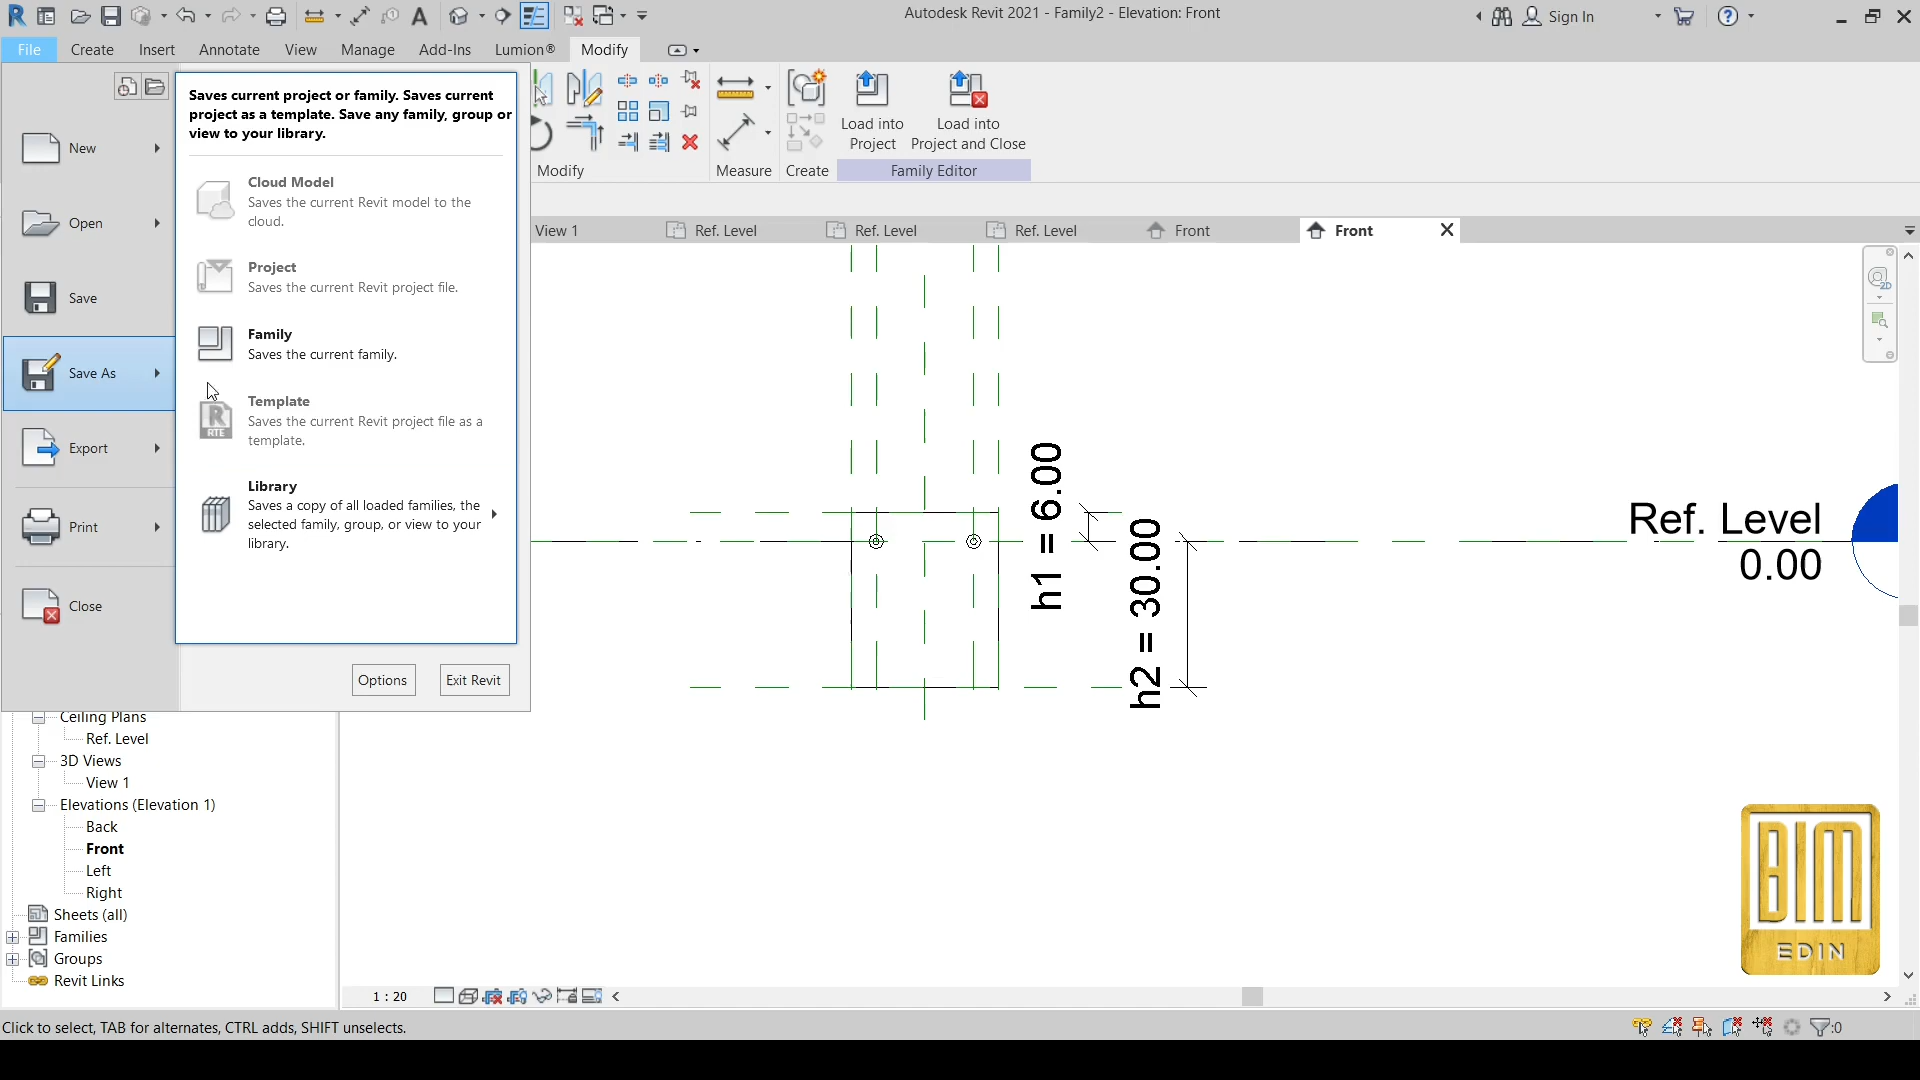 Autodesk Revit 2021 - Family2 - Elevation: Front
Sign In
File
Create
Insert
Annotate
View
Manage
Add-Ins
Lumion®
Modify
Saves current project or family. Saves current
project as a template. Save any family, group or
view to your library.
New
Open
Save
Save As
Export
Print
Close
Cloud Model
Saves the current Revit model to the
cloud.
Project
Saves the current Revit project file.
Family
Saves the current family.
Template
Saves the current Revit project file as a
template.
RTE
Library
Saves a copy of all loaded families, the
selected family, group, or view to your
library.
Options
Exit Revit
Load into
Project
Load into
Project and Close
Modify
Measure
Create
Family Editor
View 1
Ref. Level
Ref. Level
Ref. Level
Front
Front
2D
h1 = 6.00
h2 = 30.00
Ref. Level
0.00
Ceiling Plans
Ref. Level
3D Views
View 1
Elevations (Elevation 1)
Back
Front
Left
Right
Sheets (all)
Families
Groups
Revit Links
BIM
EDIN
1 : 20
Click to select, TAB for alternates, CTRL adds, SHIFT unselects.
:0